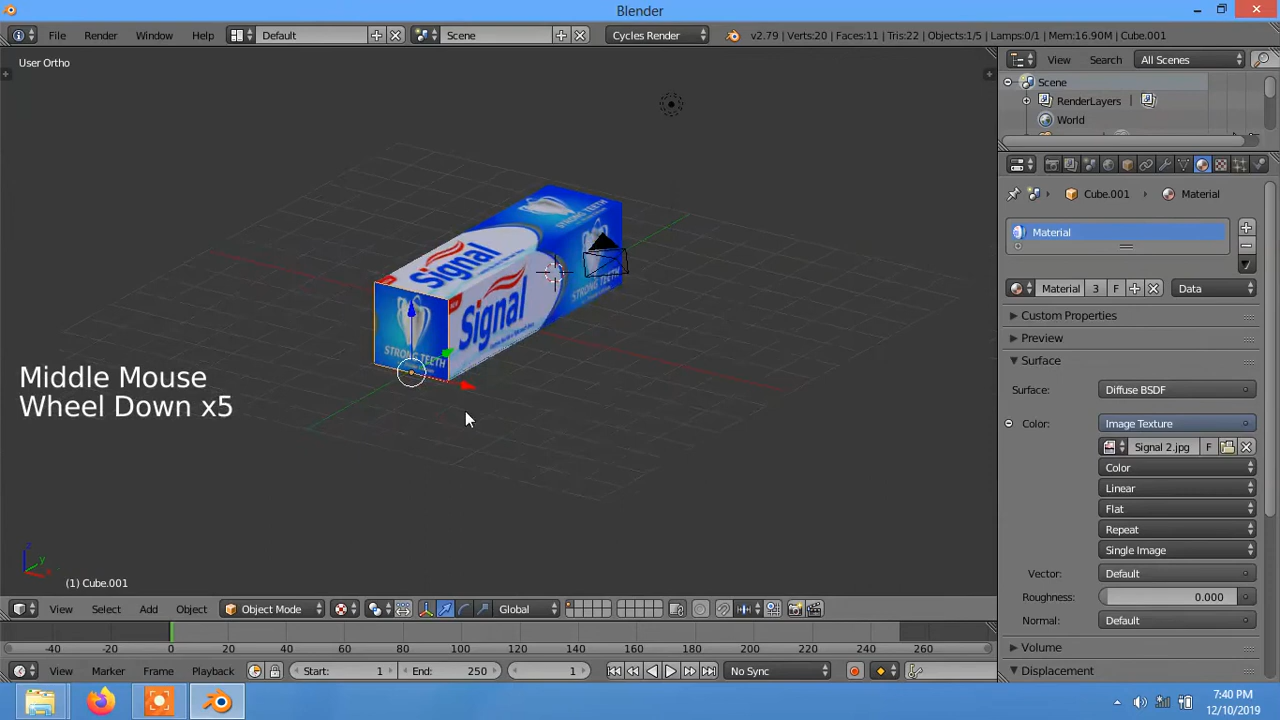 Blender
File Render Window Help Default Scene Cycles Render v2.79 | Verts:20 | Faces:11 | Tris:22 | Objects:1/5 | Lamps:0/1 | Mem:16.90M | Cube.001
User Ortho
View Search All Scenes
Scene
RenderLayers
World
Cube.001 Material
Material
Material 3 F Data
Custom Properties
Preview
Surface
Surface: Diffuse BSDF
Color: Image Texture
Signal 2.jpg F
Color
Linear
Flat
Repeat
Single Image
Vector: Default
Roughness: 0.000
Normal: Default
Volume
Displacement
STRONG TEETH
Signal
Signal
STRONG TEETH
STRONG TEETH
Middle Mouse
Wheel Down x5
(1) Cube.001
View Select Add Object Object Mode Global
-40 -20 0 20 40 60 80 100 120 140 160 180 200 220 240 260
View Marker Frame Playback Start: 1 End: 250 1 No Sync
7:40 PM
12/10/2019